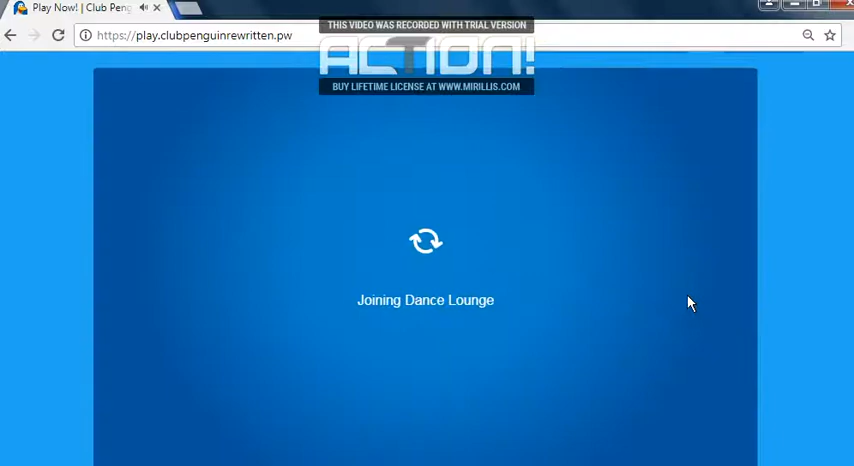 Play Now! | Club Peng
THIS VIDEO WAS RECORDED WITH TRIAL VERSION
https://play.clubpenguinrewritten.pw
ACTION!
BUY LIFETIME LICENSE AT WWW.MIRILLIS.COM
Joining Dance Lounge